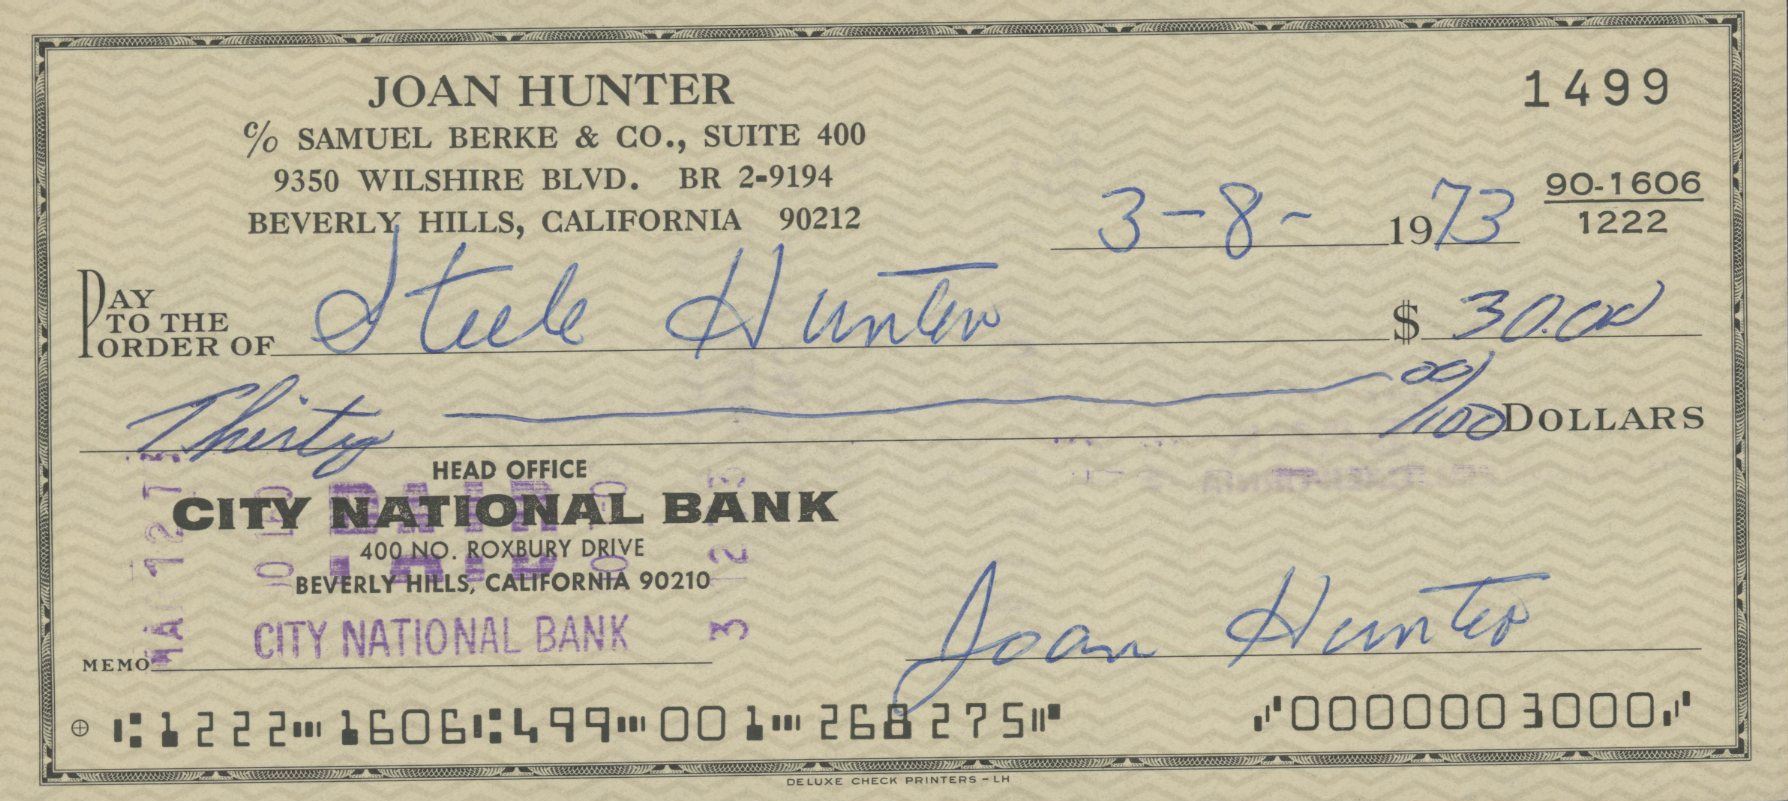 JOAN HUNTER
1499
c/o SAMUEL BERKE & CO., SUITE 400
9350 WILSHIRE BLVD. BR 2-9194
BEVERLY HILLS, CALIFORNIA 90212
3-8- 1973
90-1606
1222
PAY TO THE ORDER OF Steele Hunter $ 30.00
Thirty 00/100 DOLLARS
HEAD OFFICE
CITY NATIONAL BANK
400 NO. ROXBURY DRIVE
BEVERLY HILLS, CALIFORNIA 90210
PAID
CITY NATIONAL BANK
MEMO
Joan Hunter
⑆1222⑉1606⑆499⑉001⑉268275⑈ ⑇0000003000⑇
DELUXE CHECK PRINTERS - LH